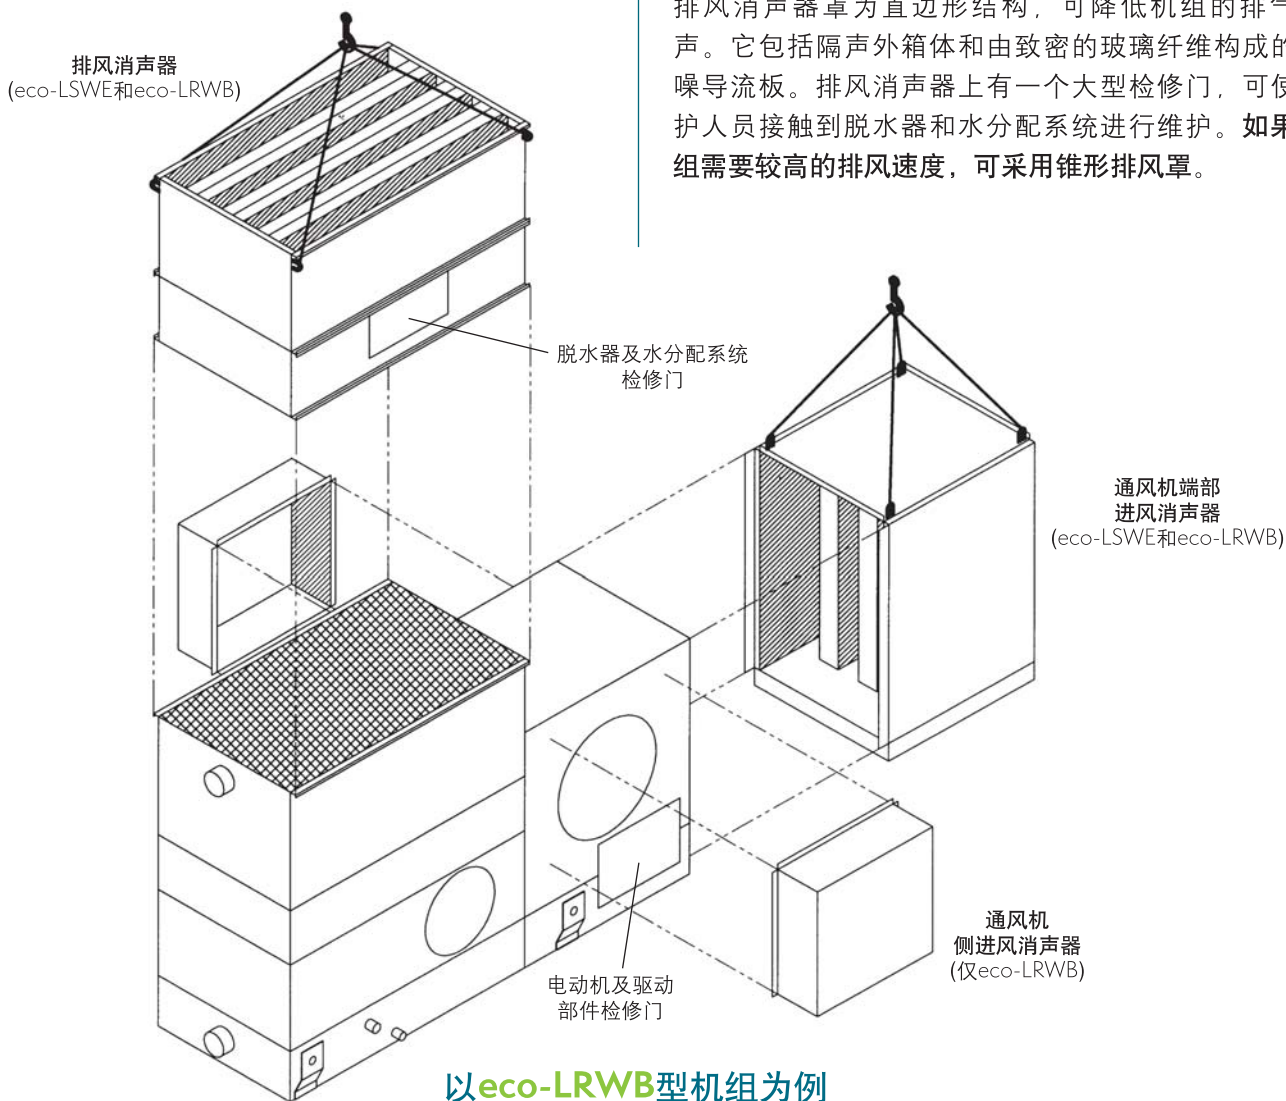 排风消声器罩为直边形结构，可降低机组的排气
声。它包括隔声外箱体和由致密的玻璃纤维构成的
噪导流板。排风消声器上有一个大型检修门，可使
护人员接触到脱水器和水分配系统进行维护。如果
组需要较高的排风速度，可采用锥形排风罩。
排风消声器
(eco-LSWE和eco-LRWB)
脱水器及水分配系统
检修门
通风机端部
进风消声器
(eco-LSWE和eco-LRWB)
通风机
侧进风消声器
(仅eco-LRWB)
电动机及驱动
部件检修门
以eco-LRWB型机组为例